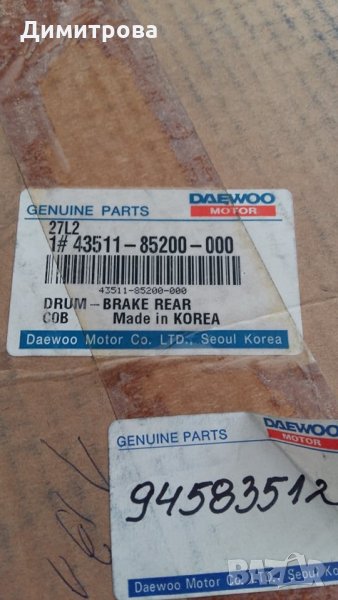 Димитрова
GENUINE PARTS
DAEWOO
MOTOR
27L2
1# 43511-85200-000
43511-85200-000
DRUM-BRAKE REAR
C0B Made in KOREA
Daewoo Motor Co. LTD., Seoul Korea
DAEWOO
MOTOR
GENUINE PARTS
94583512
Daewoo Motor Co. LTD., Seoul Ko